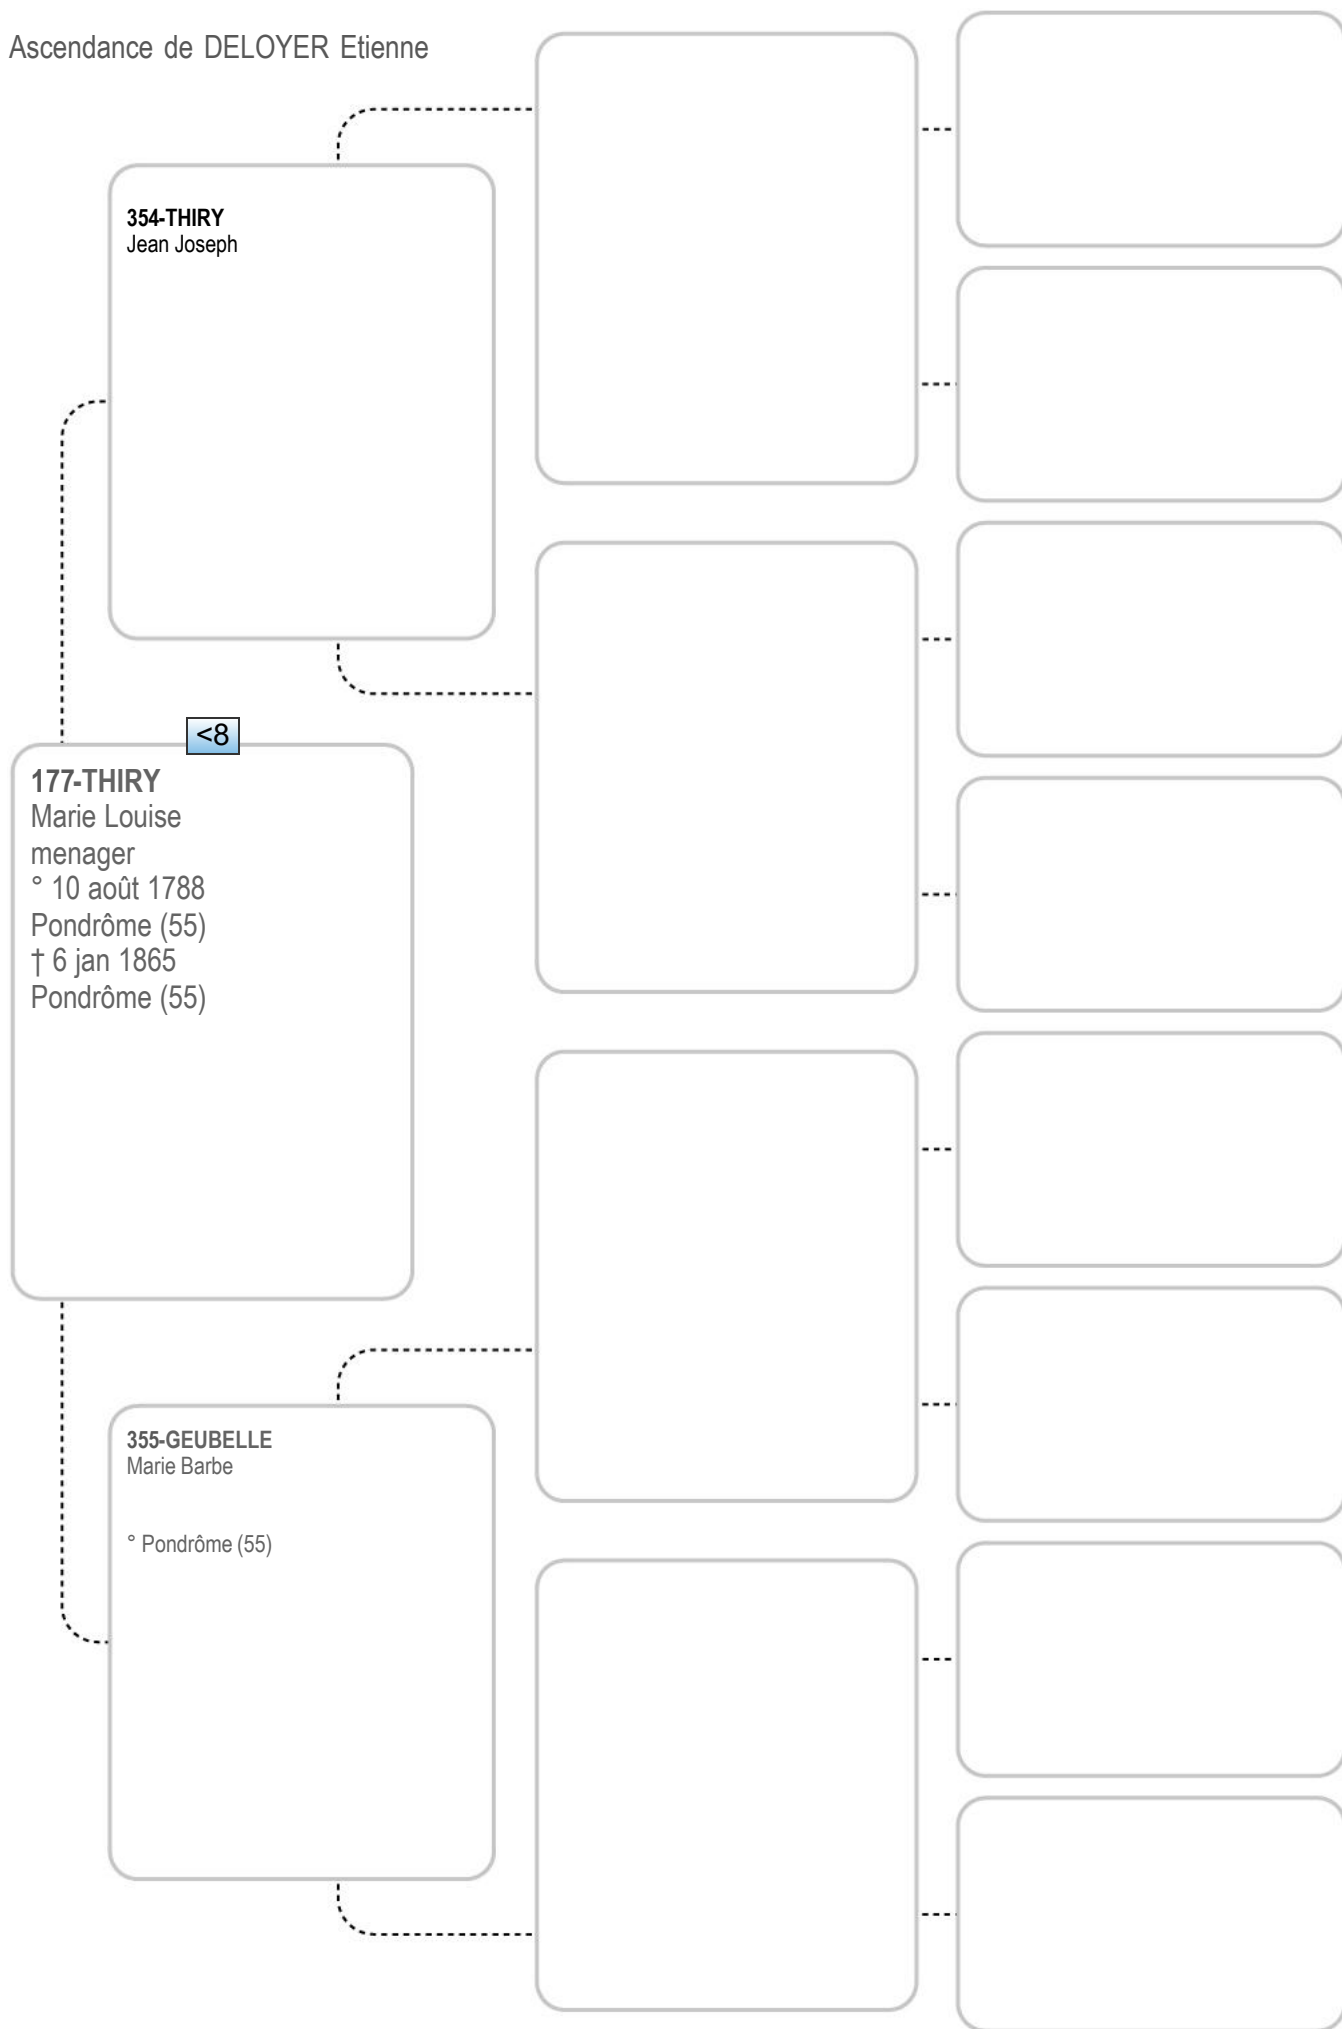 Ascendance de DELOYER Etienne
354-THIRY
Jean Joseph
<8
177-THIRY
Marie Louise
menager
° 10 août 1788
Pondrôme (55)
† 6 jan 1865
Pondrôme (55)
355-GEUBELLE
Marie Barbe
° Pondrôme (55)